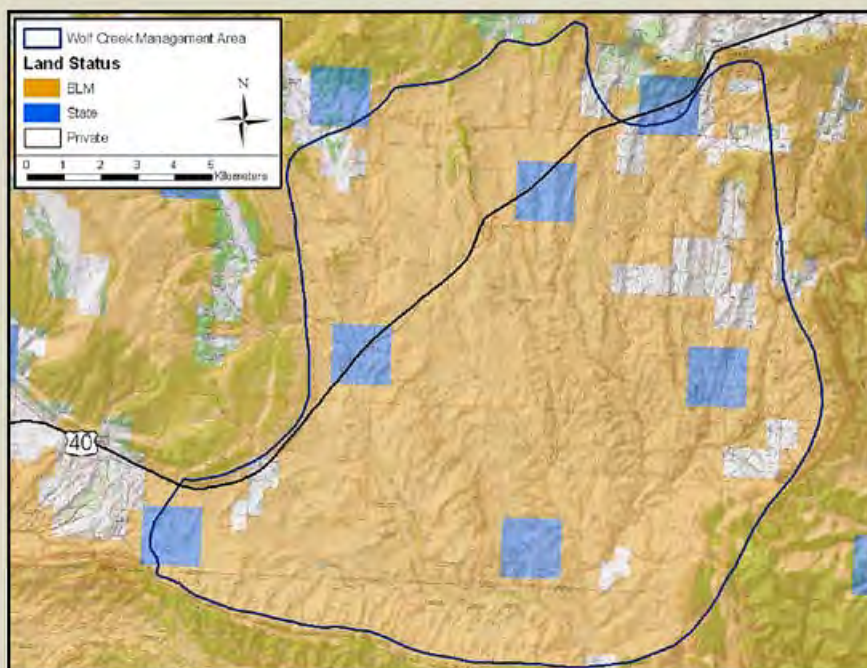 Wolf Creek Management Area
Land Status
BLM
State
Private
N
0 1 2 3 4 5
Kilometers
40